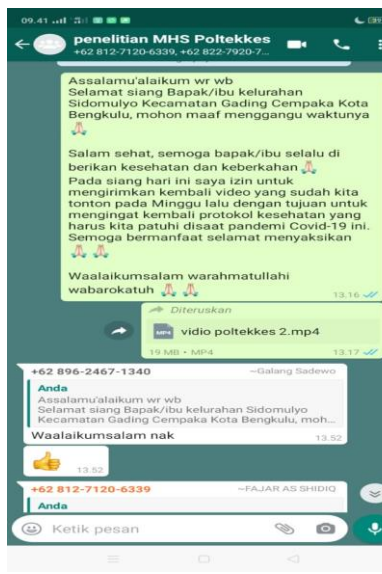 09.41
penelitian MHS Poltekkes
+62 812-7120-6339, +62 822-7920-7...
Assalamu'alaikum wr wb
Selamat siang Bapak/ibu kelurahan
Sidomulyo Kecamatan Gading Cempaka Kota
Bengkulu, mohon maaf menggangu waktunya
🙏
Salam sehat, semoga bapak/ibu selalu di
berikan kesehatan dan keberkahan 🙏
Pada siang hari ini saya izin untuk
mengirimkan kembali video yang sudah kita
tonton pada Minggu lalu dengan tujuan untuk
mengingat kembali protokol kesehatan yang
harus kita patuhi disaat pandemi Covid-19 ini.
Semoga bermanfaat selamat menyaksikan
🙏 🙏
Waalaikumsalam warahmatullahi
wabarokatuh 🙏 🙏
13.16
Diteruskan
vidio poltekkes 2.mp4
19 MB • MP4
13.17
+62 896-2467-1340 ~Galang Sadewo
Anda
Assalamu'alaikum wr wb
Selamat siang Bapak/ibu kelurahan Sidomulyo
Kecamatan Gading Cempaka Kota Bengkulu, moh...
Waalaikumsalam nak
13.52
👍 13.52
+62 812-7120-6339 ~FAJAR AS SHIDIQ
Anda
Ketik pesan